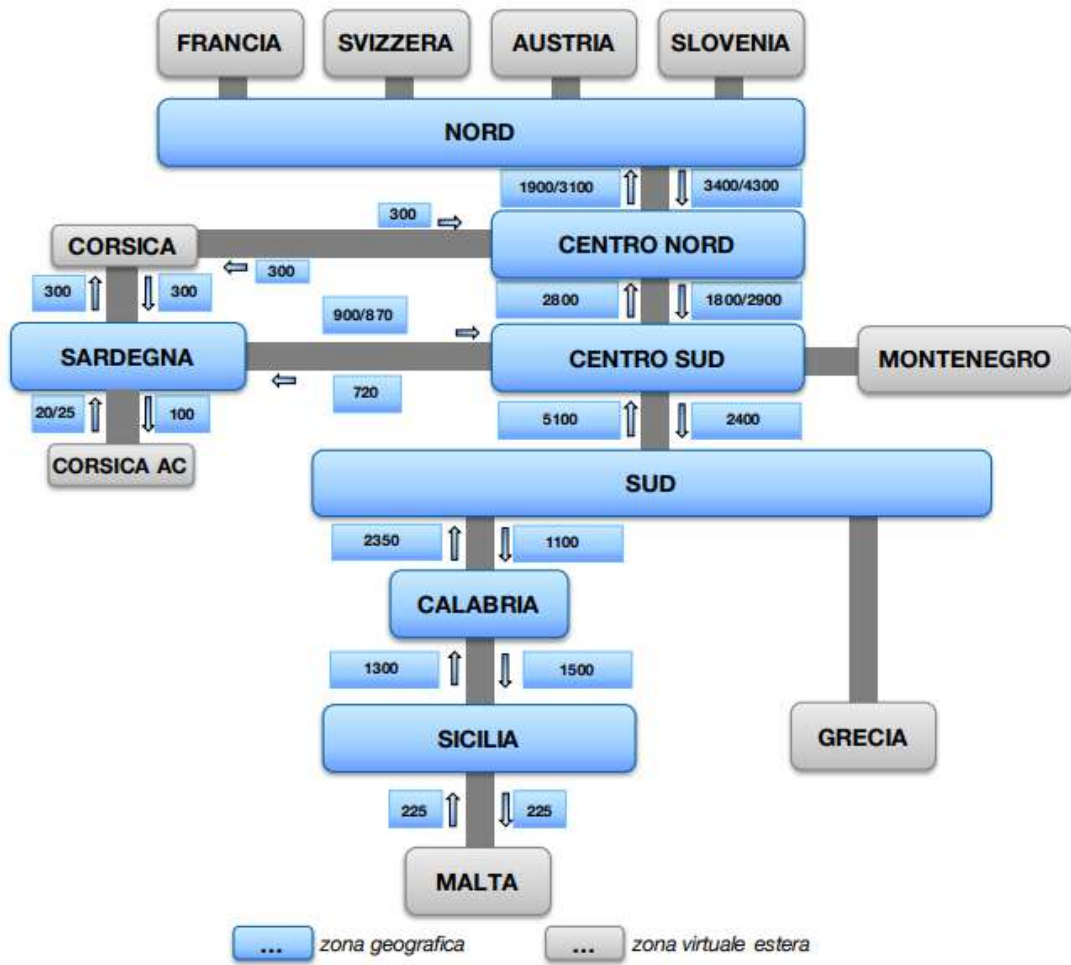 FRANCIA
SVIZZERA
AUSTRIA
SLOVENIA
NORD
1900/3100
3400/4300
300
CORSICA
CENTRO NORD
300
300
300
2800
1800/2900
900/870
SARDEGNA
CENTRO SUD
MONTENEGRO
720
20/25
100
5100
2400
CORSICA AC
SUD
2350
1100
CALABRIA
1300
1500
SICILIA
GRECIA
225
225
MALTA
... zona geografica
... zona virtuale estera